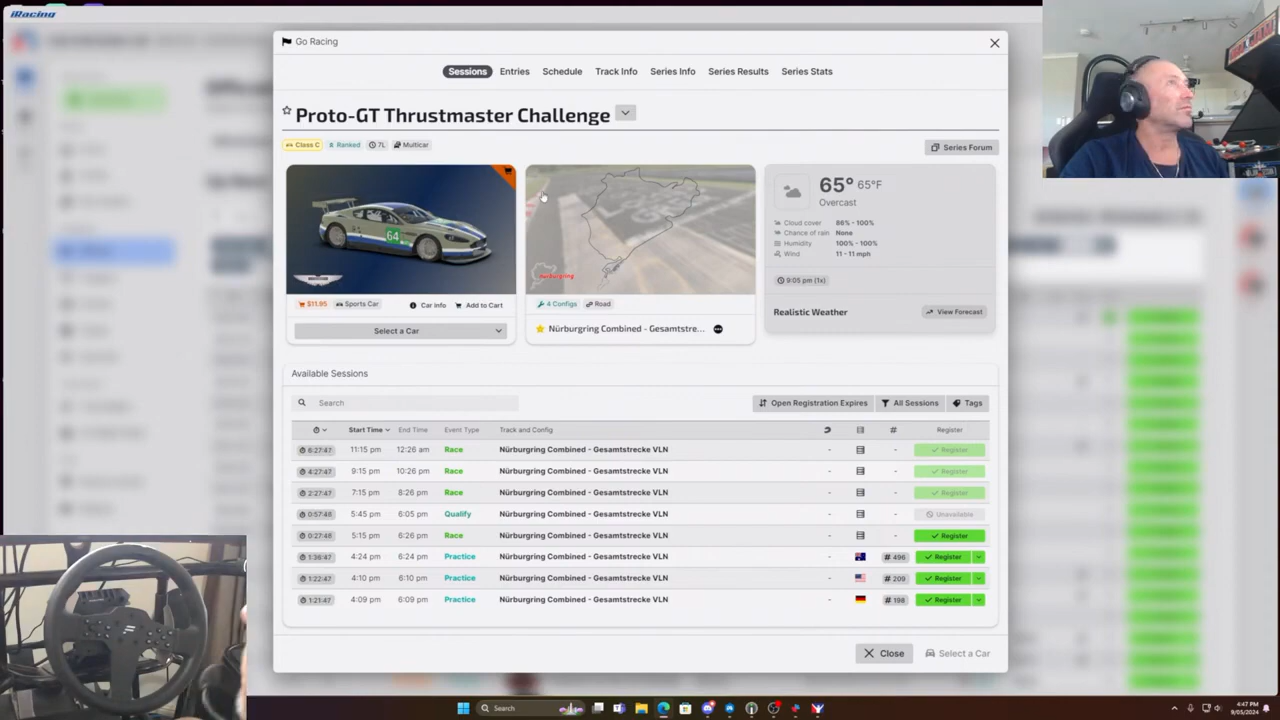 iRacing
Go Racing
Sessions Entries Schedule Track Info Series Info Series Results Series Stats
Proto-GT Thrustmaster Challenge
Class C Ranked 7L Multicar
Series Forum
64
nürburgring
65° 65°F
Overcast
Cloud cover 86% - 100%
Chance of rain None
Humidity 100% - 100%
Wind 11 - 11 mph
9:05 pm (1x)
Realistic Weather View Forecast
$11.95 Sports Car Car info Add to Cart
Select a Car
4 Configs Road
Nürburgring Combined - Gesamtstre...
Available Sessions
Search Open Registration Expires All Sessions Tags
Start Time End Time Event Type Track and Config # Register
6:27:47 11:15 pm 12:26 am Race Nürburgring Combined - Gesamtstrecke VLN - - Register
4:27:47 9:15 pm 10:26 pm Race Nürburgring Combined - Gesamtstrecke VLN - - Register
2:27:47 7:15 pm 8:26 pm Race Nürburgring Combined - Gesamtstrecke VLN - - Register
0:57:48 5:45 pm 6:05 pm Qualify Nürburgring Combined - Gesamtstrecke VLN - - Unavailable
0:27:48 5:15 pm 6:26 pm Race Nürburgring Combined - Gesamtstrecke VLN - - Register
1:36:47 4:24 pm 6:24 pm Practice Nürburgring Combined - Gesamtstrecke VLN - # 496 Register
1:22:47 4:10 pm 6:10 pm Practice Nürburgring Combined - Gesamtstrecke VLN - # 209 Register
1:21:47 4:09 pm 6:09 pm Practice Nürburgring Combined - Gesamtstrecke VLN - # 198 Register
Close Select a Car
Search
4:47 PM
9/05/2024